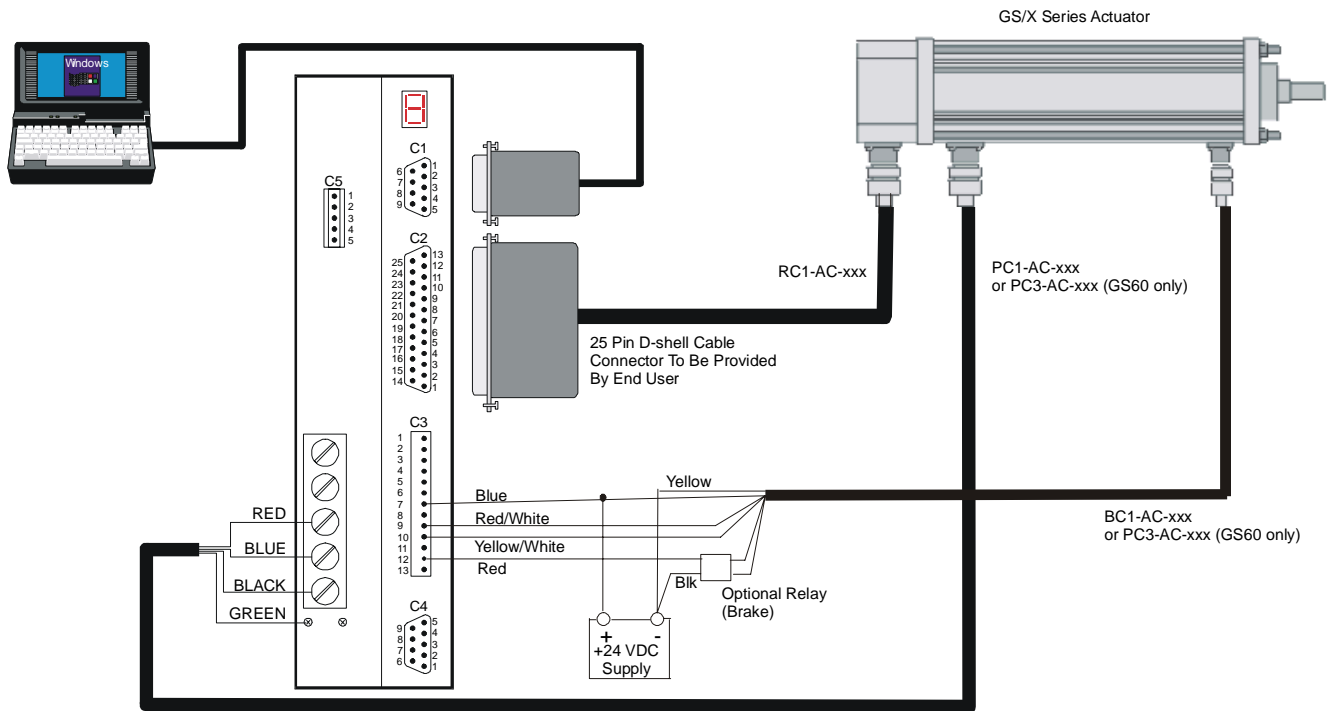 GS/X Series Actuator
Windows
C1
6
7
8
9
1
2
3
4
5
C5
1
2
3
4
5
C2
25
24
23
22
21
20
19
18
17
16
15
14
13
12
11
10
9
8
7
6
5
4
3
2
1
RC1-AC-xxx
PC1-AC-xxx
or PC3-AC-xxx (GS60 only)
25 Pin D-shell Cable
Connector To Be Provided
By End User
C3
1
2
3
4
5
6
7
8
9
10
11
12
13
Yellow
Blue
Red/White
Yellow/White
Red
Blk
Optional Relay
(Brake)
BC1-AC-xxx
or PC3-AC-xxx (GS60 only)
RED
BLUE
BLACK
GREEN
C4
9
8
7
6
5
4
3
2
1
+ -
+24 VDC
Supply